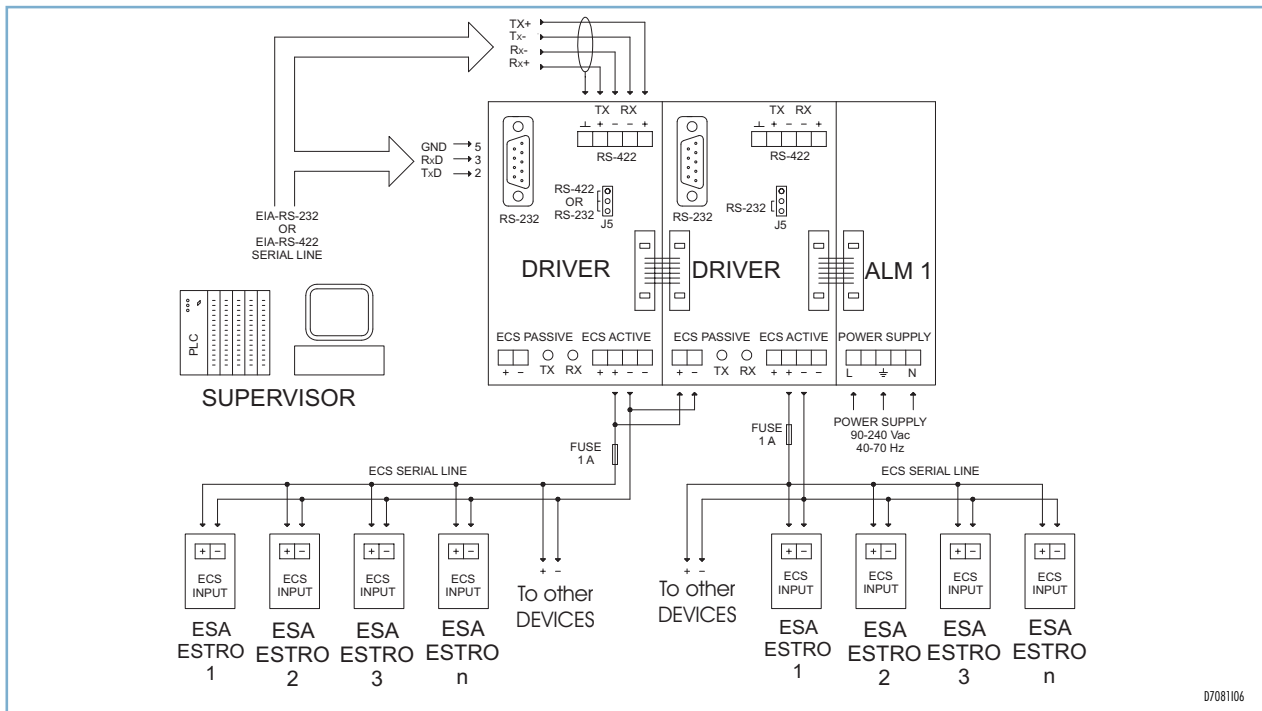 TX+
Tx-
Rx-
Rx+
TX RX
⊥ + − − +
RS-422
TX RX
⊥ + − − +
RS-422
GND 5
RxD 3
TxD 2
RS-422
OR
RS-232
J5
RS-232
RS-232
J5
RS-232
EIA-RS-232
OR
EIA-RS-422
SERIAL LINE
DRIVER
DRIVER
ALM 1
PLC
SUPERVISOR
ECS PASSIVE ECS ACTIVE
+ − TX RX + + − −
ECS PASSIVE ECS ACTIVE
+ − TX RX + + − −
POWER SUPPLY
L ⏚ N
POWER SUPPLY
90-240 Vac
40-70 Hz
FUSE
1 A
FUSE
1 A
ECS SERIAL LINE
ECS SERIAL LINE
+ −
ECS
INPUT
ESA
ESTRO
1
+ −
ECS
INPUT
ESA
ESTRO
2
+ −
ECS
INPUT
ESA
ESTRO
3
+ −
ECS
INPUT
ESA
ESTRO
n
+ −
To other
DEVICES
+ −
To other
DEVICES
+ −
ECS
INPUT
ESA
ESTRO
1
+ −
ECS
INPUT
ESA
ESTRO
2
+ −
ECS
INPUT
ESA
ESTRO
3
+ −
ECS
INPUT
ESA
ESTRO
n
D7081I06